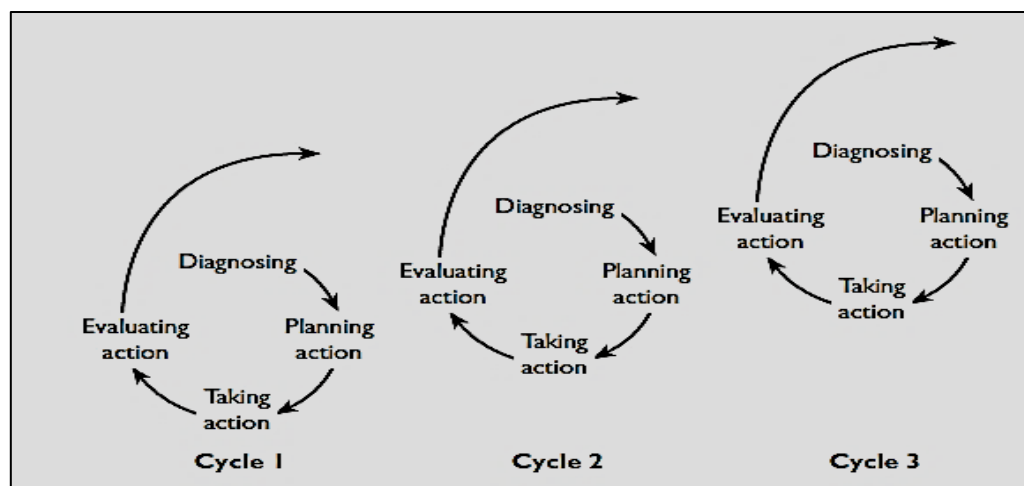 Diagnosing
Planning
action
Taking
action
Evaluating
action
Cycle 1
Diagnosing
Planning
action
Taking
action
Evaluating
action
Cycle 2
Diagnosing
Planning
action
Taking
action
Evaluating
action
Cycle 3